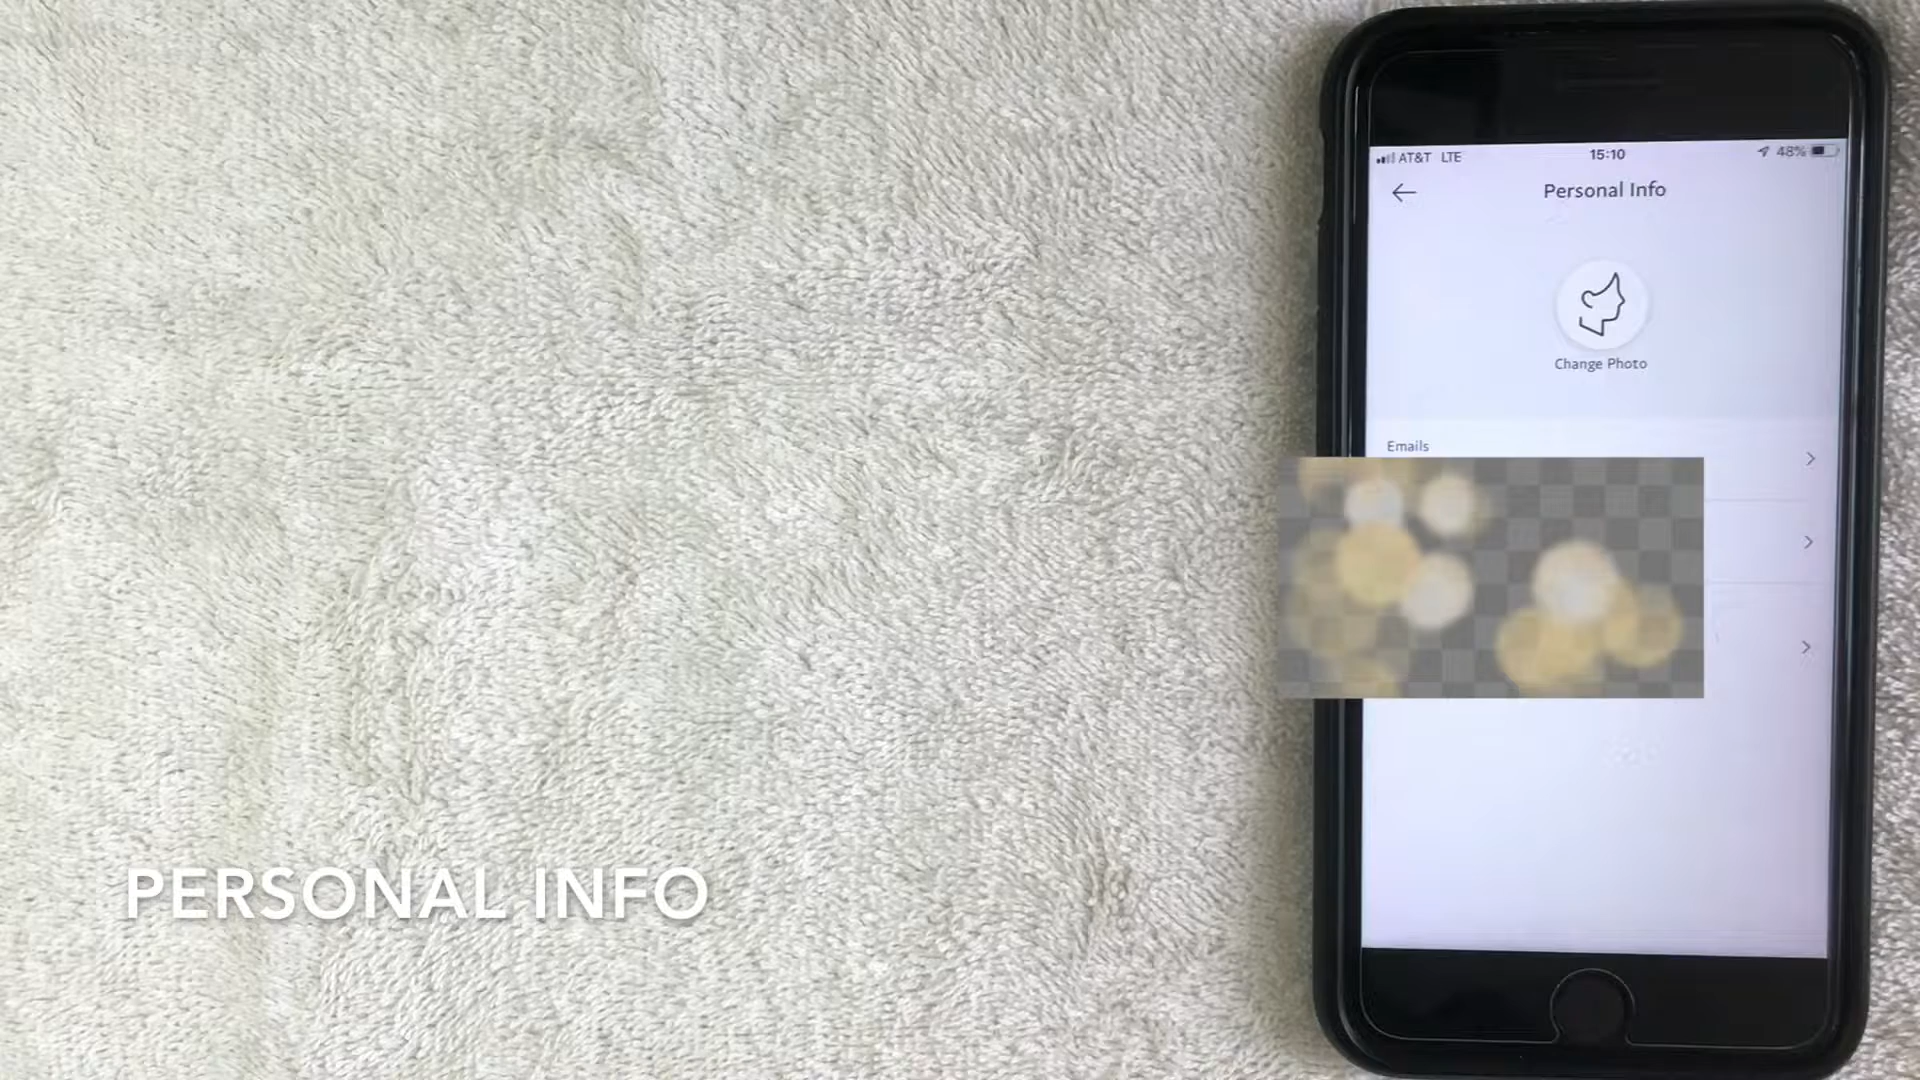 AT&T LTE 15:10 48%
Personal Info
Change Photo
Emails
PERSONAL INFO